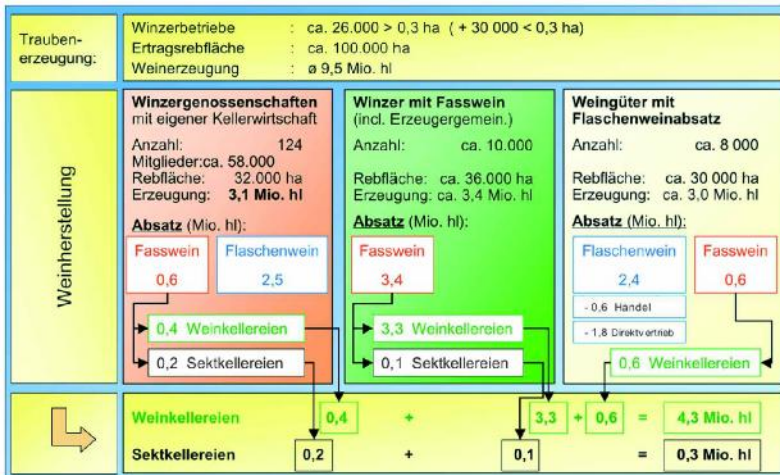 Trauben-
erzeugung:
Winzerbetriebe : ca. 26.000 > 0,3 ha ( + 30 000 < 0,3 ha)
Ertragsrebfläche : ca. 100.000 ha
Weinerzeugung : ø 9,5 Mio. hl
Weinherstellung
Winzergenossenschaften
mit eigener Kellerwirtschaft
Anzahl: 124
Mitglieder:ca. 58.000
Rebfläche: 32.000 ha
Erzeugung: 3,1 Mio. hl
Absatz (Mio. hl):
Fasswein
0,6
Flaschenwein
2,5
0,4 Weinkellereien
0,2 Sektkellereien
Winzer mit Fasswein
(incl. Erzeugergemein.)
Anzahl: ca. 10.000
Rebfläche: ca. 36.000 ha
Erzeugung: ca. 3,4 Mio. hl
Absatz (Mio. hl):
Fasswein
3,4
3,3 Weinkellereien
0,1 Sektkellereien
Weingüter mit
Flaschenweinabsatz
Anzahl: ca. 8 000
Rebfläche: ca. 30 000 ha
Erzeugung: ca. 3,0 Mio. hl
Absatz (Mio. hl):
Flaschenwein
2,4
- 0,6 Handel
- 1,8 Direktvertrieb
Fasswein
0,6
0,6 Weinkellereien
Weinkellereien 0,4 + 3,3 + 0,6 = 4,3 Mio. hl
Sektkellereien 0,2 + 0,1 = 0,3 Mio. hl